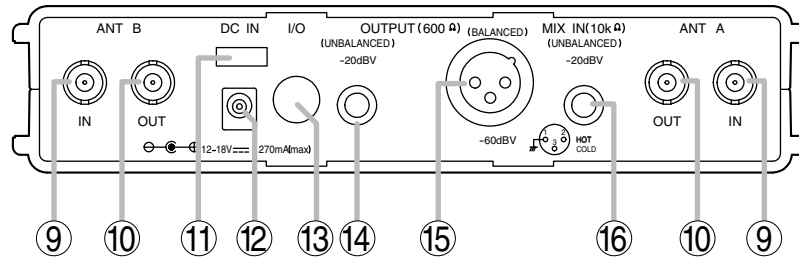 ANT B
DC IN
I/O
OUTPUT (600 Ω)
(BALANCED)
MIX IN(10kΩ)
ANT A
(UNBALANCED)
(UNBALANCED)
-20dBV
-20dBV
IN
OUT
OUT
IN
-60dBV
1 2
3
HOT
COLD
12-18V 270mA(max)
⑨ ⑩ ⑪ ⑫ ⑬ ⑭ ⑮ ⑯ ⑩ ⑨